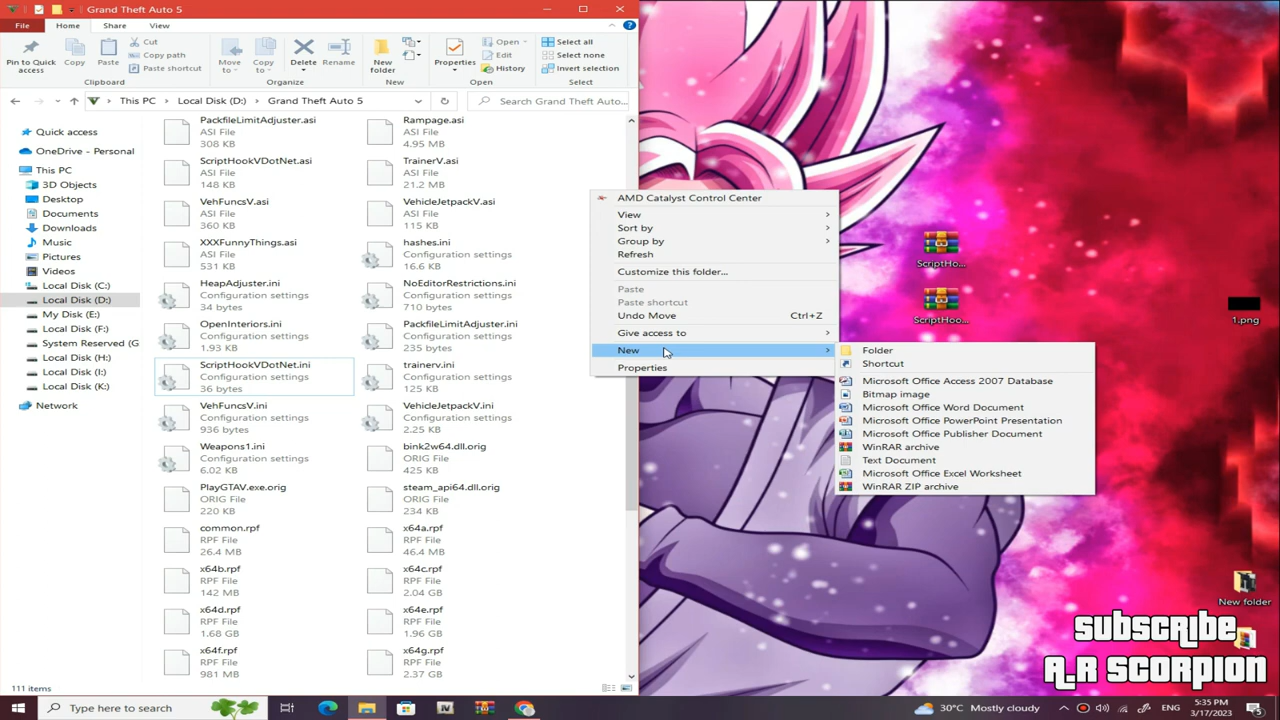 Grand Theft Auto 5
File
Home
Share
View
Pin to Quick access
Copy
Paste
Cut
Copy path
Paste shortcut
Clipboard
Move to
Copy to
Delete
Rename
Organize
New folder
New
Properties
Open
Edit
History
Open
Select all
Select none
Invert selection
Select
This PC
Local Disk (D:)
Grand Theft Auto 5
Search Grand Theft Auto...
Quick access
OneDrive - Personal
This PC
3D Objects
Desktop
Documents
Downloads
Music
Pictures
Videos
Local Disk (C:)
Local Disk (D:)
My Disk (E:)
Local Disk (F:)
System Reserved (G
Local Disk (H:)
Local Disk (I:)
Local Disk (K:)
Network
PackfileLimitAdjuster.asi
ASI File
308 KB
Rampage.asi
ASI File
4.95 MB
ScriptHookVDotNet.asi
ASI File
148 KB
TrainerV.asi
ASI File
21.2 MB
VehFuncsV.asi
ASI File
360 KB
VehicleJetpackV.asi
ASI File
115 KB
XXXFunnyThings.asi
ASI File
531 KB
hashes.ini
Configuration settings
16.6 KB
HeapAdjuster.ini
Configuration settings
34 bytes
NoEditorRestrictions.ini
Configuration settings
710 bytes
OpenInteriors.ini
Configuration settings
1.93 KB
PackfileLimitAdjuster.ini
Configuration settings
235 bytes
ScriptHookVDotNet.ini
Configuration settings
36 bytes
trainerv.ini
Configuration settings
125 KB
VehFuncsV.ini
Configuration settings
936 bytes
VehicleJetpackV.ini
Configuration settings
2.25 KB
Weapons1.ini
Configuration settings
6.02 KB
bink2w64.dll.orig
ORIG File
425 KB
PlayGTAV.exe.orig
ORIG File
220 KB
steam_api64.dll.orig
ORIG File
234 KB
common.rpf
RPF File
26.4 MB
x64a.rpf
RPF File
46.4 MB
x64b.rpf
RPF File
142 MB
x64c.rpf
RPF File
2.04 GB
x64d.rpf
RPF File
1.68 GB
x64e.rpf
RPF File
1.96 GB
x64f.rpf
RPF File
981 MB
x64g.rpf
RPF File
2.37 GB
111 items
AMD Catalyst Control Center
View
Sort by
Group by
Refresh
Customize this folder...
Paste
Paste shortcut
Undo Move Ctrl+Z
Give access to
New
Properties
Folder
Shortcut
Microsoft Office Access 2007 Database
Bitmap image
Microsoft Office Word Document
Microsoft Office PowerPoint Presentation
Microsoft Office Publisher Document
WinRAR archive
Text Document
Microsoft Office Excel Worksheet
WinRAR ZIP archive
ScriptHo...
ScriptHoo...
1.png
New folder
SUBSCRIBE
A_R SCORPION
Type here to search
30°C Mostly cloudy
ENG
5:35 PM
3/17/2023
5